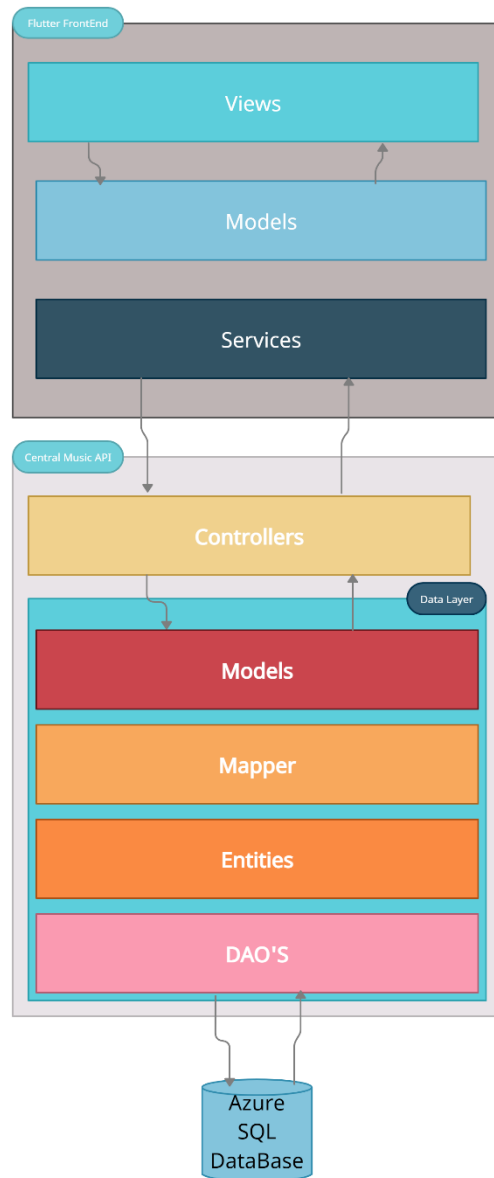 Flutter FrontEnd
Views
Models
Services
Central Music API
Controllers
Data Layer
Models
Mapper
Entities
DAO'S
Azure
SQL
DataBase